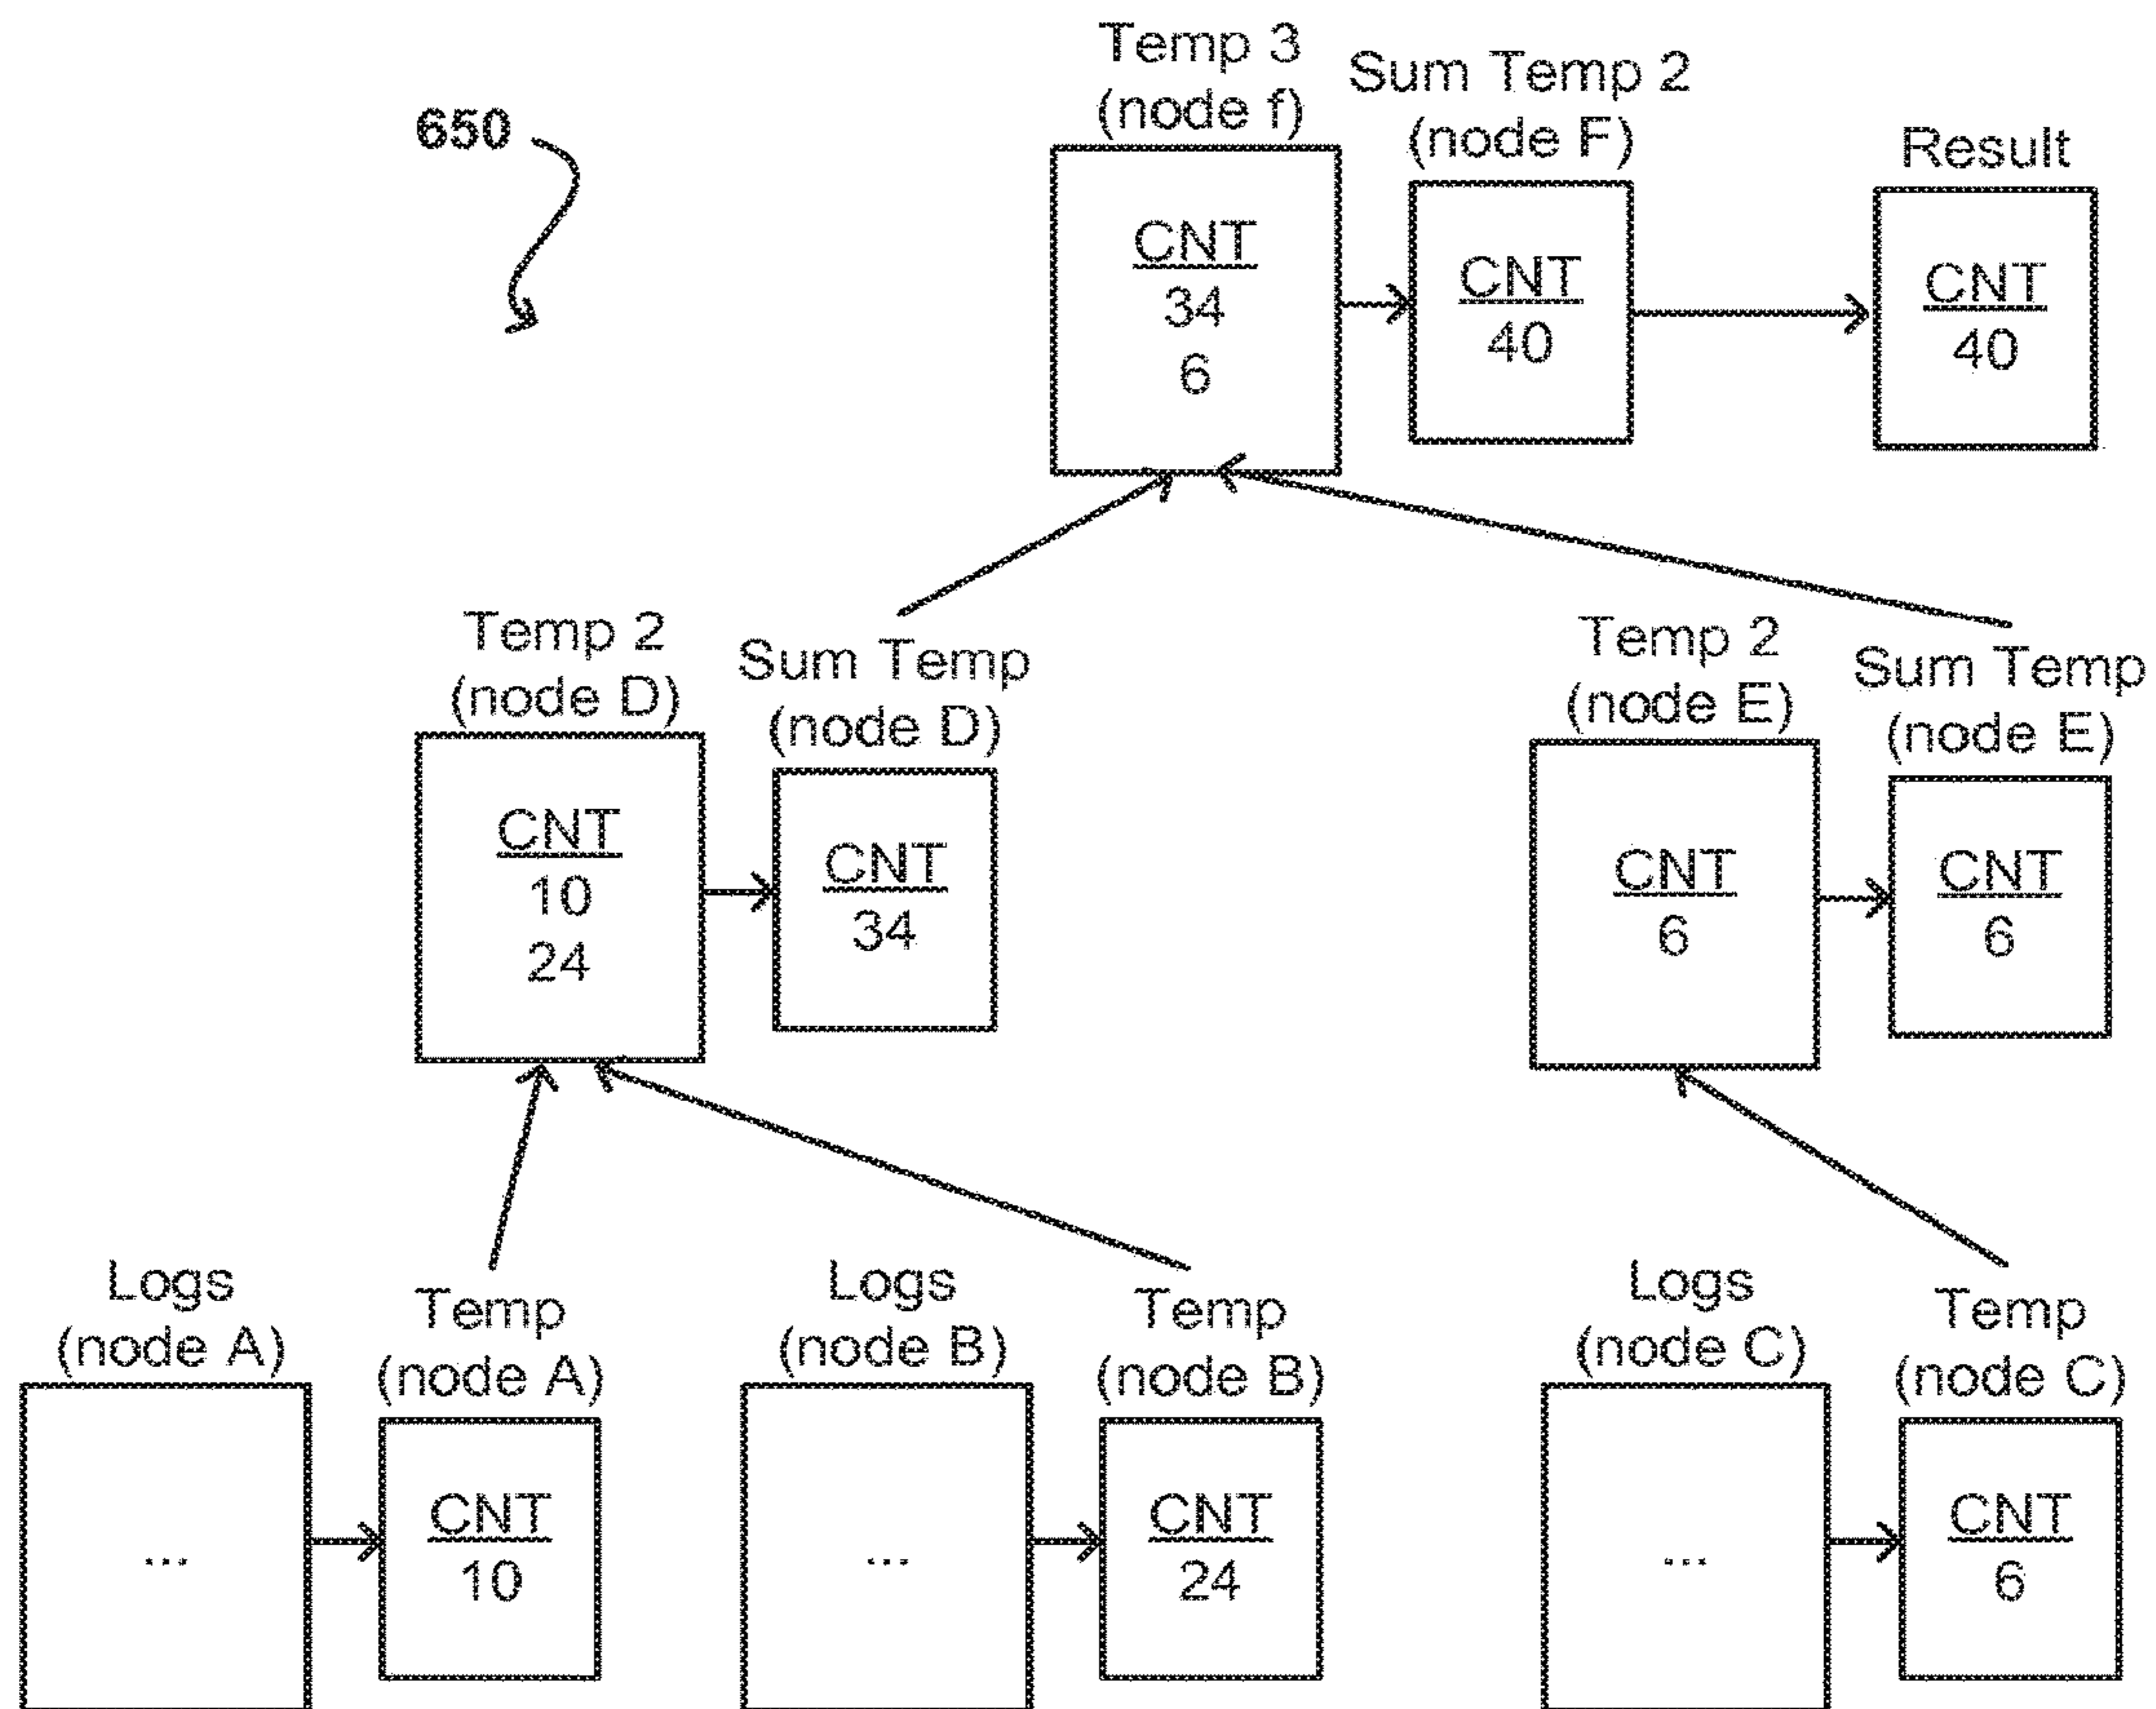 650
Temp 3
(node f)
CNT
34
6
Sum Temp 2
(node F)
CNT
40
Result
CNT
40
Temp 2
(node D)
CNT
10
24
Sum Temp
(node D)
CNT
34
Temp 2
(node E)
CNT
6
Sum Temp
(node E)
CNT
6
Logs
(node A)
...
Temp
(node A)
CNT
10
Logs
(node B)
...
Temp
(node B)
CNT
24
Logs
(node C)
...
Temp
(node C)
CNT
6